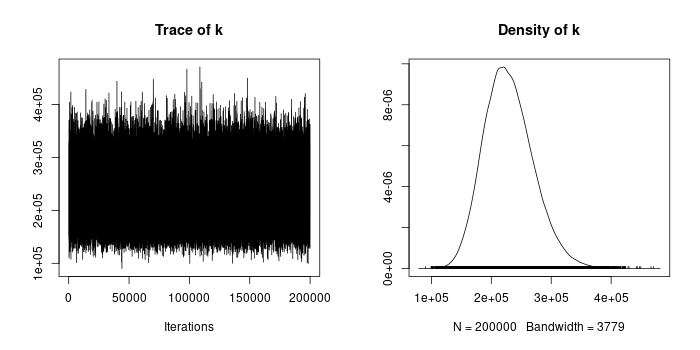 Trace of k
4e+05
3e+05
2e+05
1e+05
0 50000 100000 150000 200000
Iterations
Density of k
8e-06
4e-06
0e+00
1e+05 2e+05 3e+05 4e+05
N = 200000 Bandwidth = 3779